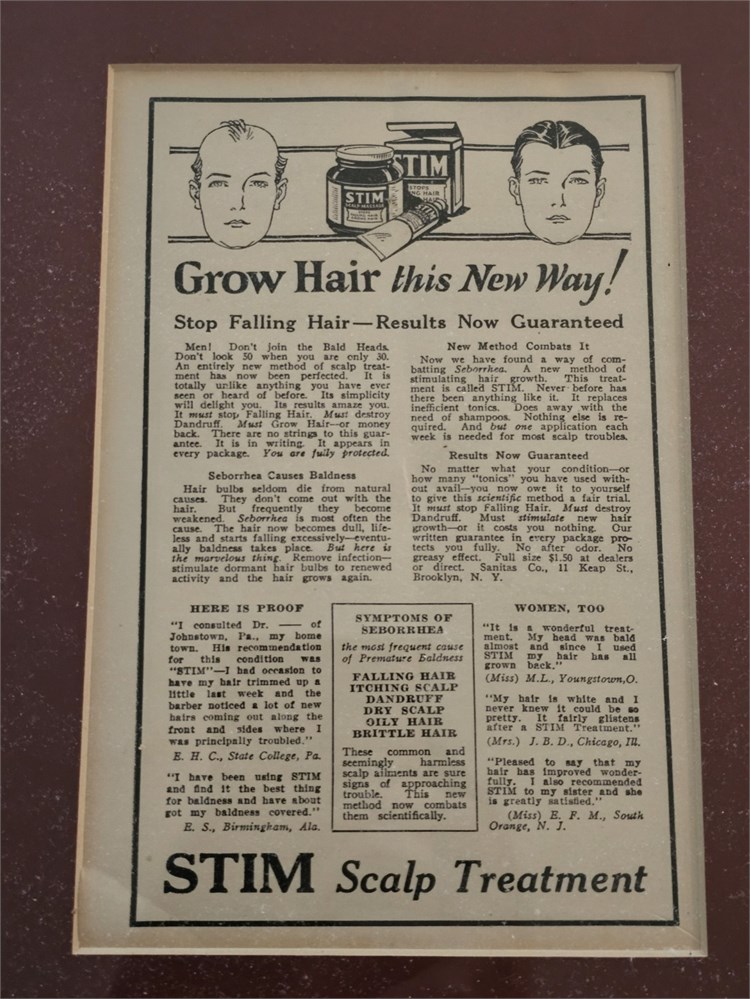 STIM
SCALP MASSAGE
STIM
STOPS
Grow Hair this New Way!
Stop Falling Hair—Results Now Guaranteed
Men! Don't join the Bald Heads.
Don't look 50 when you are only 30.
An entirely new method of scalp treat-
ment has now been perfected. It is
totally unlike anything you have ever
seen or heard of before. Its simplicity
will delight you. Its results amaze you.
It must stop Falling Hair. Must destroy
Dandruff. Must Grow Hair—or money
back. There are no strings to this guar-
antee. It is in writing. It appears in
every package. You are fully protected.
Seborrhea Causes Baldness
Hair bulbs seldom die from natural
causes. They don't come out with the
hair. But frequently they become
weakened. Seborrhea is most often the
cause. The hair now becomes dull, life-
less and starts falling excessively—eventu-
ally baldness takes place. But here is
the marvelous thing. Remove infection—
stimulate dormant hair bulbs to renewed
activity and the hair grows again.
New Method Combats It
Now we have found a way of com-
batting Seborrhea. A new method of
stimulating hair growth. This treat-
ment is called STIM. Never before has
there been anything like it. It replaces
inefficient tonics. Does away with the
need of shampoos. Nothing else is re-
quired. And but one application each
week is needed for most scalp troubles.
Results Now Guaranteed
No matter what your condition—or
how many "tonics" you have used with-
out avail—you now owe it to yourself
to give this scientific method a fair trial.
It must stop Falling Hair. Must destroy
Dandruff. Must stimulate new hair
growth—or it costs you nothing. Our
written guarantee in every package pro-
tects you fully. No after odor. No
greasy effect. Full size $1.50 at dealers
or direct. Sanitas Co., 11 Keap St.,
Brooklyn, N. Y.
HERE IS PROOF
"I consulted Dr. —— of
Johnstown, Pa., my home
town. His recommendation
for this condition was
"STIM"—I had occasion to
have my hair trimmed up a
little last week and the
barber noticed a lot of new
hairs coming out along the
front and sides where I
was principally troubled."
E. H. C., State College, Pa.
"I have been using STIM
and find it the best thing
for baldness and have about
got my baldness covered."
E. S., Birmingham, Ala.
SYMPTOMS OF
SEBORRHEA
the most frequent cause
of Premature Baldness
FALLING HAIR
ITCHING SCALP
DANDRUFF
DRY SCALP
OILY HAIR
BRITTLE HAIR
These common and
seemingly harmless
scalp ailments are sure
signs of approaching
trouble. This new
method now combats
them scientifically.
WOMEN, TOO
"It is a wonderful treat-
ment. My head was bald
almost and since I used
STIM my hair has all
grown back."
(Miss) M.L., Youngstown,O.
"My hair is white and I
never knew it could be so
pretty. It fairly glistens
after a STIM Treatment."
(Mrs.) J. B. D., Chicago, Ill.
"Pleased to say that my
hair has improved wonder-
fully. I also recommended
STIM to my sister and she
is greatly satisfied."
(Miss) E. F. M., South
Orange, N. J.
STIM Scalp Treatment